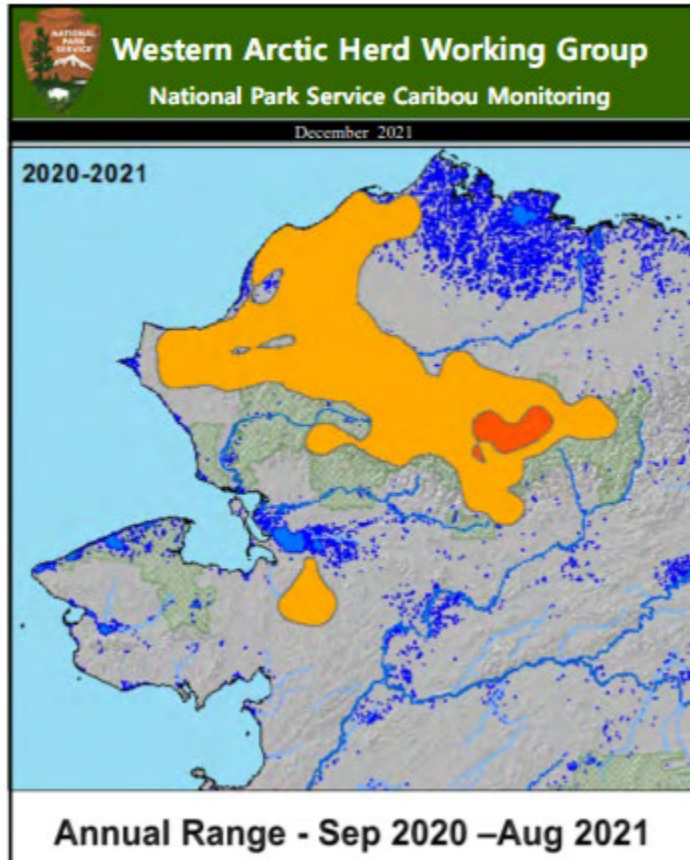 NATIONAL
PARK
SERVICE
Western Arctic Herd Working Group
National Park Service Caribou Monitoring
December 2021
2020-2021
Annual Range - Sep 2020 –Aug 2021